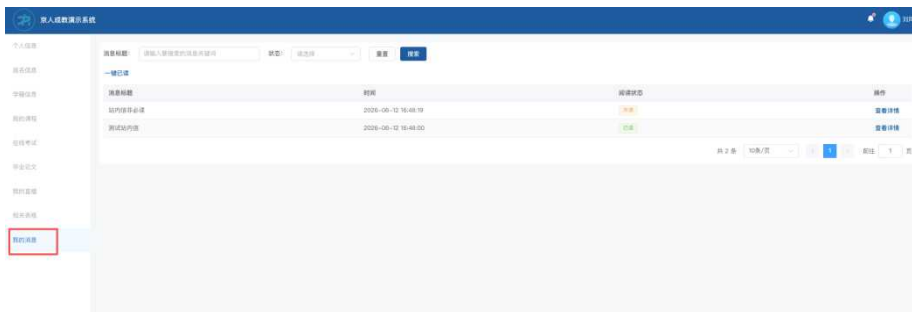 京人成教演示系统
个人信息
报名信息
学籍信息
我的课程
在线考试
毕业论文
我的直播
相关表格
我的消息
消息标题: 请输入要搜索的消息关键词 状态: 请选择 重置 搜索
一键已读
消息标题 时间 阅读状态 操作
站内信非必读 2026-08-12 16:48:19 未读 查看详情
测试站内信 2026-08-12 16:48:00 已读 查看详情
共 2 条 10条/页 1 前往 1 页